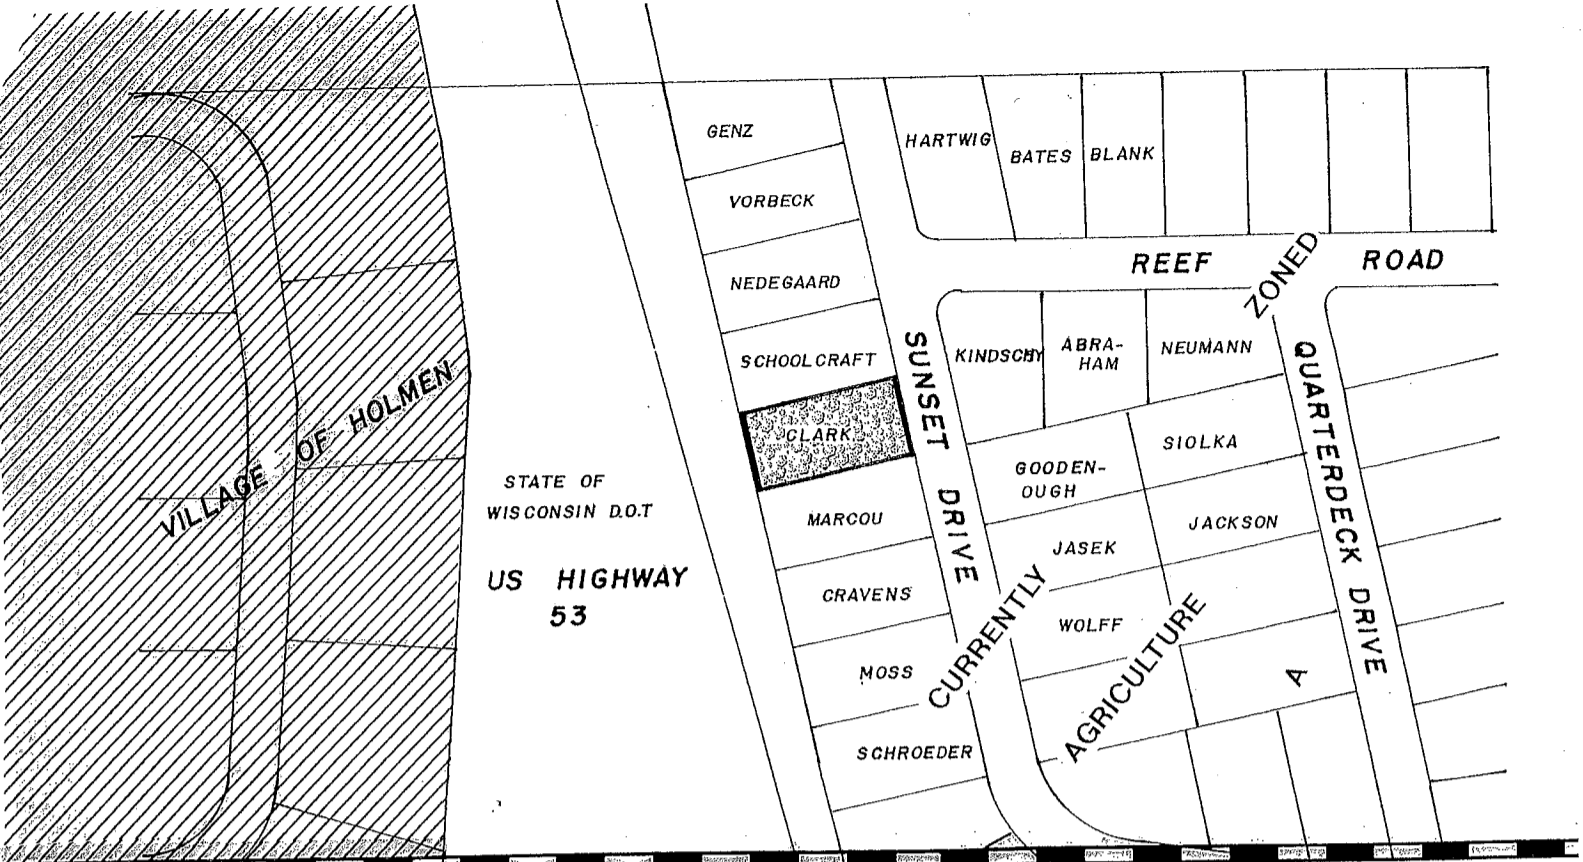 GENZ
HARTWIG
BATES
BLANK
VORBECK
REEF ROAD
ZONED
NEDEGAARD
SCHOOLCRAFT
KINDSCHY
ABRA-
HAM
NEUMANN
SUNSET DRIVE
QUARTERDECK DRIVE
CLARK
VILLAGE OF HOLMEN
SIOLKA
GOODEN-
OUGH
STATE OF
WISCONSIN D.O.T
MARCOU
JACKSON
JASEK
US HIGHWAY
53
CRAVENS
CURRENTLY
WOLFF
AGRICULTURE
MOSS
A
SCHROEDER